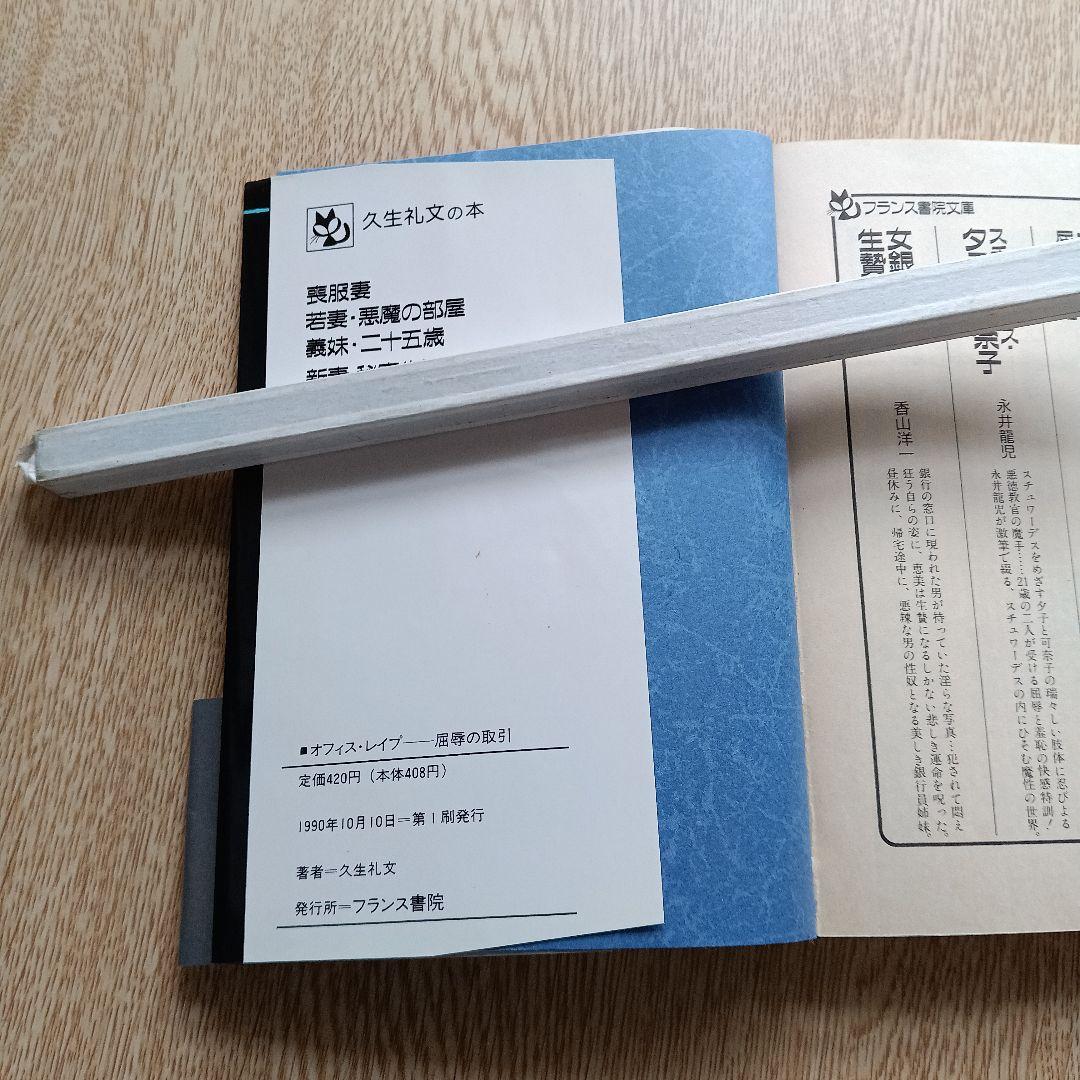 久生礼文の本
喪服妻
若妻・悪魔の部屋
義妹・二十五歳
新妻・
■オフィス・レイプ――屈辱の取引
定価420円（本体408円）
1990年10月10日＝第1刷発行
著者＝久生礼文
発行所＝フランス書院
フランス書院文庫
スチュワーデスをめざす夕子と可奈子の瑞々しい肢体に忍びよる
悪徳教官の魔手……21歳の二人が受ける屈辱と羞恥の快感特訓！
永井龍児が激筆で綴る、スチュワーデスの内にひそむ魔性の世界。
永井龍児
奈子
女銀
生贄
香山洋一
銀行の窓口に現われた男が持っていた淫らな写真…犯されて悶え
狂う自らの姿に、恵美は生贄になるしかない悲しき運命を呪った。
昼休みに、帰宅途中に、悪辣な男の性奴となる美しき銀行員姉妹。